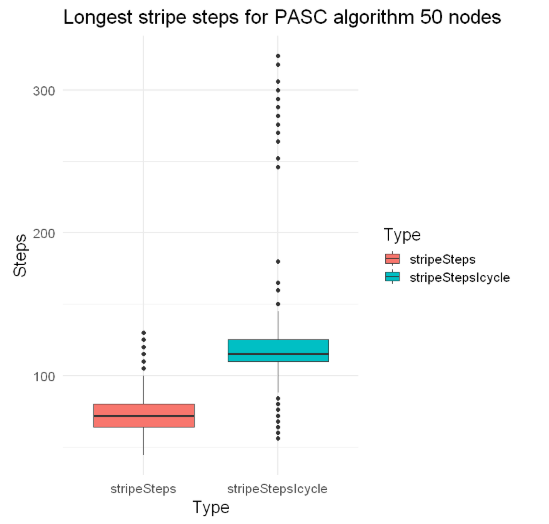 Longest stripe steps for PASC algorithm 50 nodes
300
200
100
Steps
stripeSteps
stripeStepsIcycle
Type
Type
stripeSteps
stripeStepsIcycle